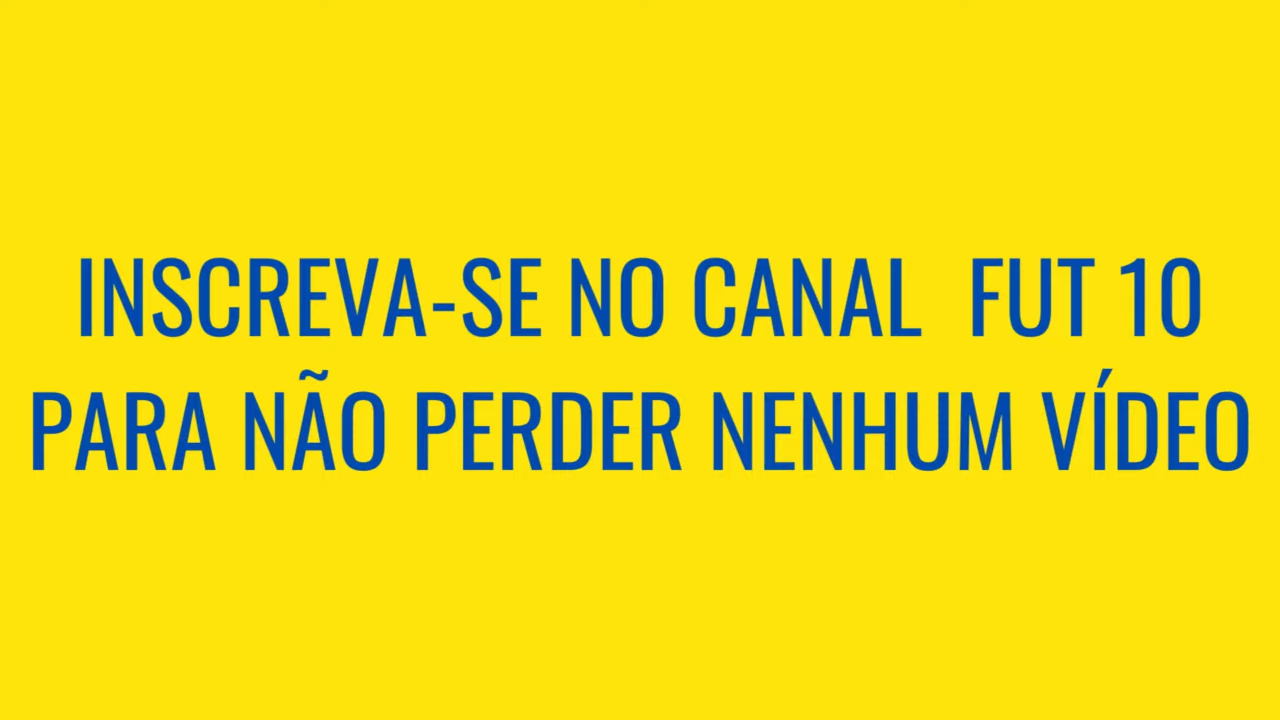 INSCREVA-SE NO CANAL  FUT 10
PARA NÃO PERDER NENHUM VÍDEO